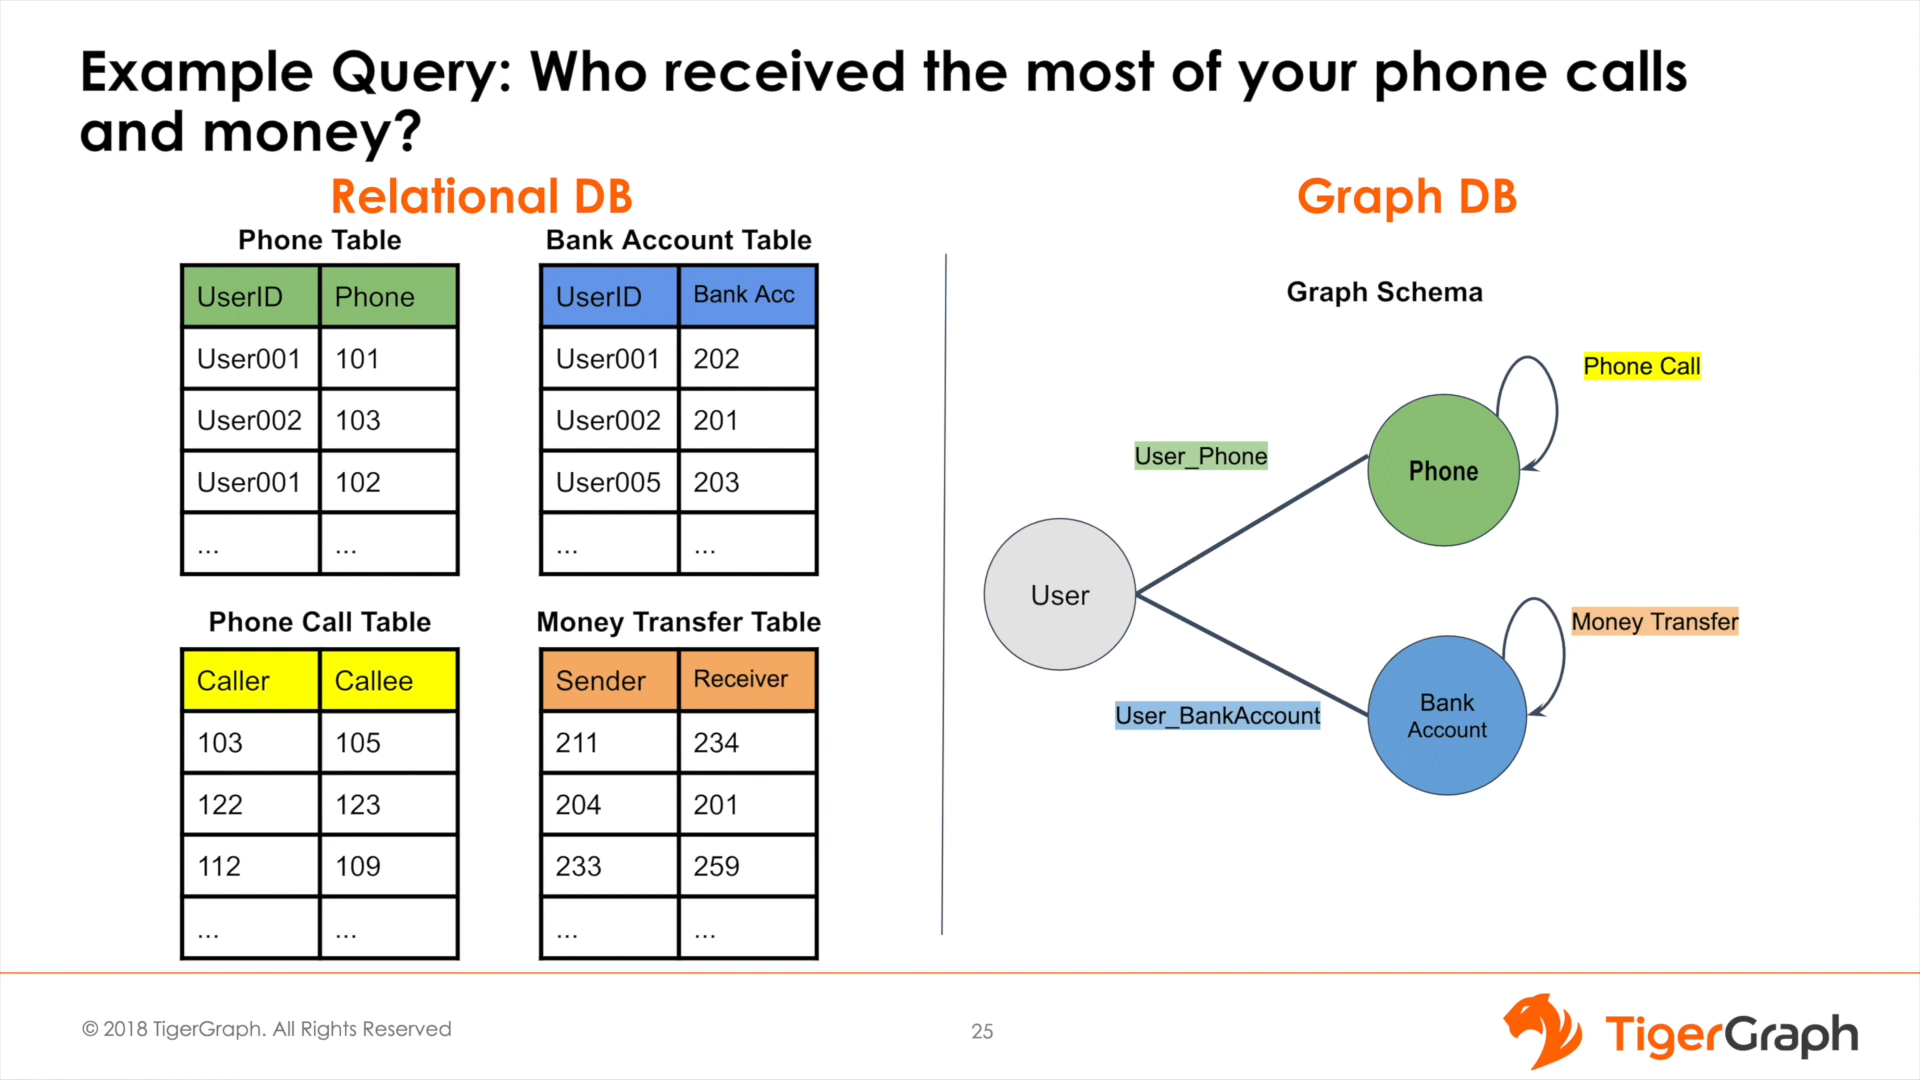 Example Query: Who received the most of your phone calls
and money?
Relational DB
Graph DB
Phone Table
UserID Phone
User001 101
User002 103
User001 102
... ...
Bank Account Table
UserID Bank Acc
User001 202
User002 201
User005 203
... ...
Phone Call Table
Caller Callee
103 105
122 123
112 109
... ...
Money Transfer Table
Sender Receiver
211 234
204 201
233 259
... ...
Graph Schema
Phone Call
User_Phone
Phone
User
Money Transfer
User_BankAccount
Bank
Account
© 2018 TigerGraph. All Rights Reserved
25
TigerGraph